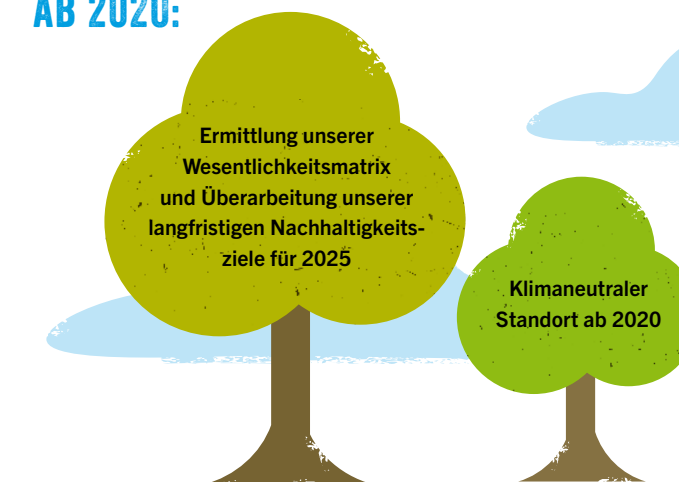 AB 2020:
Ermittlung unserer
Wesentlichkeitsmatrix
und Überarbeitung unserer
langfristigen Nachhaltigkeits-
ziele für 2025
Klimaneutraler
Standort ab 2020